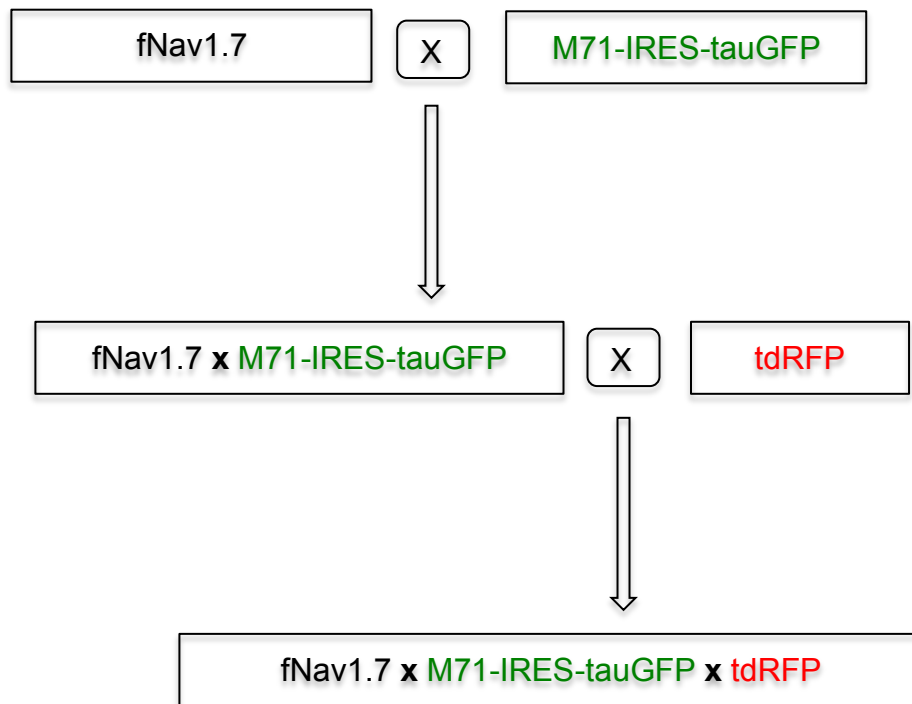 fNav1.7 X M71-IRES-tauGFP
fNav1.7 x M71-IRES-tauGFP X tdRFP
fNav1.7 x M71-IRES-tauGFP x tdRFP